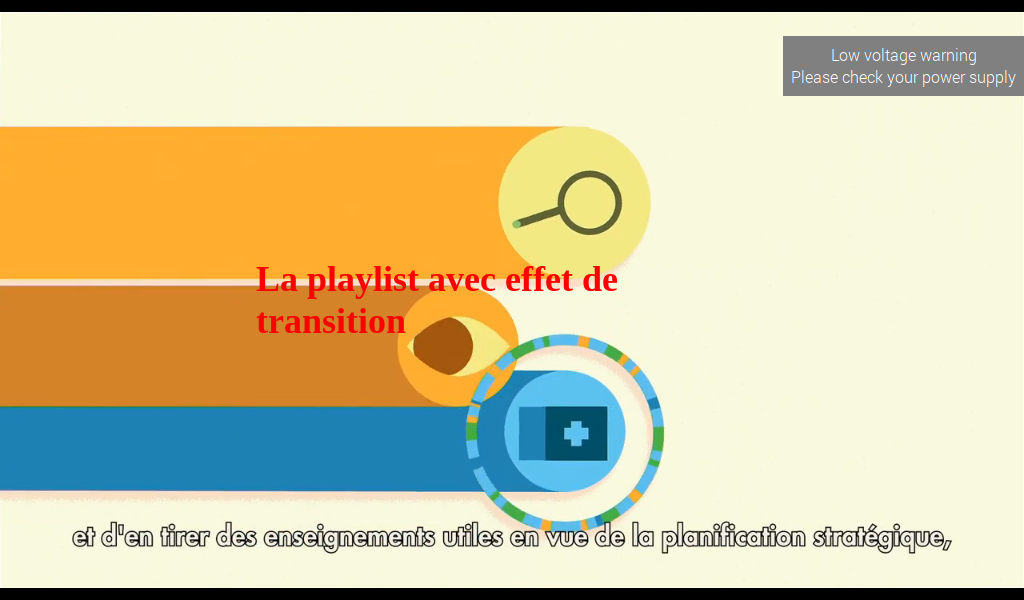 Low voltage warning
Please check your power supply
La playlist avec effet de
transition
et d'en tirer des enseignements utiles en vue de la planification stratégique,